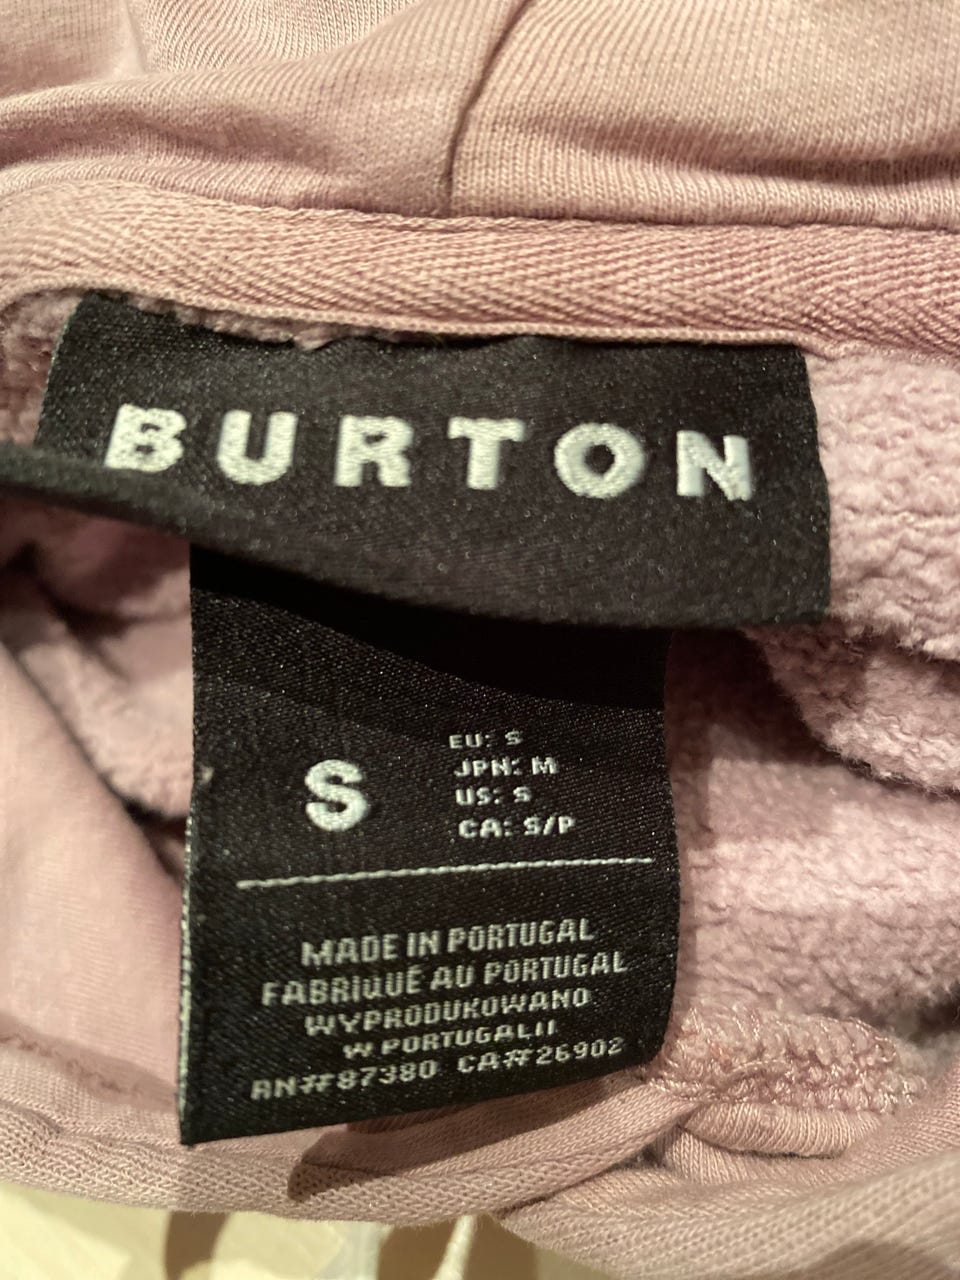 BURTON
S
EU: S
JPN: M
US: S
CA: S/P
MADE IN PORTUGAL
FABRIQUÉ AU PORTUGAL
WYPRODUKOWANO
W PORTUGALII
RN#87380 CA#26902